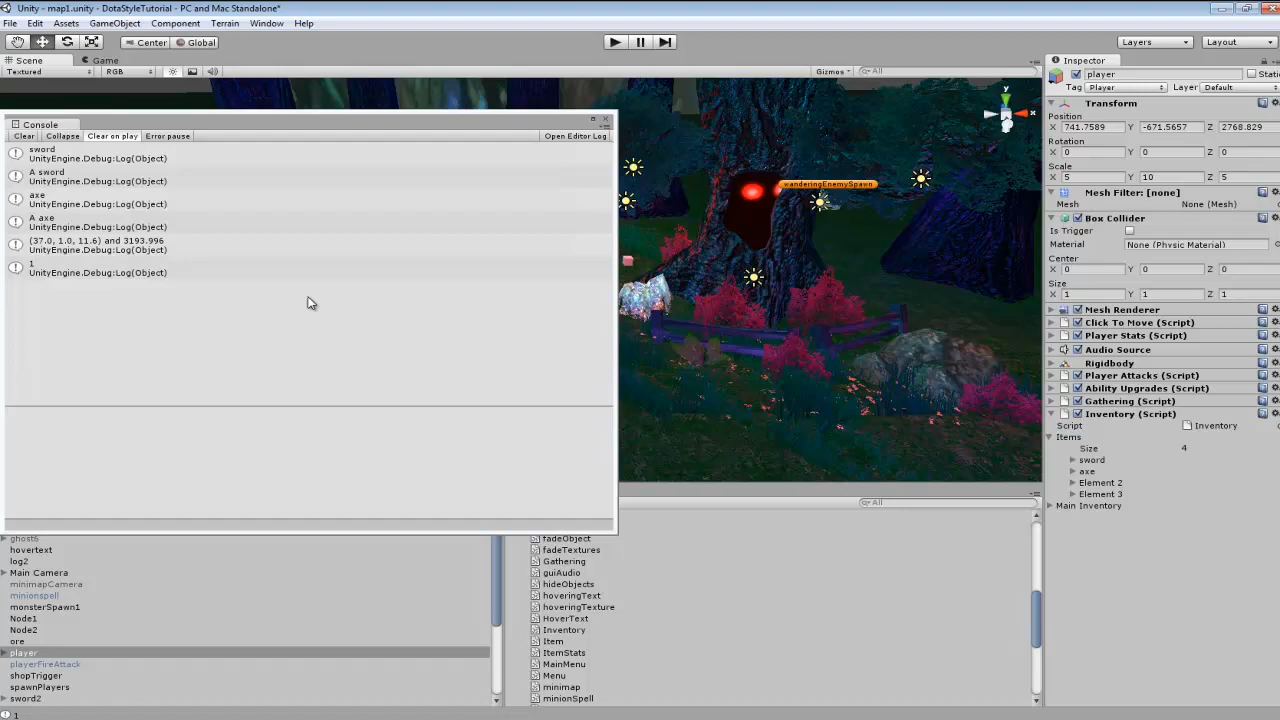 Unity - map1.unity - DotaStyleTutorial - PC and Mac Standalone*
File Edit Assets GameObject Component Terrain Window Help
Center Global Layers Layout
Scene Game Inspector
Textured RGB Gizmos All
player
Tag Player Layer Default
Transform
Position
X 741.7589 Y -671.5657 Z 2768.829
Rotation
X 0 Y 0 Z 0
Scale
X 5 Y 10 Z 5
Mesh Filter: [none]
Mesh None (Mesh)
Box Collider
Is Trigger
Material None (Physic Material)
Center
X 0 Y 0 Z 0
Size
X 1 Y 1 Z 1
Mesh Renderer
Click To Move (Script)
Player Stats (Script)
Audio Source
Rigidbody
Player Attacks (Script)
Ability Upgrades (Script)
Gathering (Script)
Inventory (Script)
Script Inventory
Items
Size 4
sword
axe
Element 2
Element 3
Main Inventory
y
x
wanderingEnemySpawn
Console
Clear Collapse Clear on play Error pause Open Editor Log
sword
UnityEngine.Debug:Log(Object)
A sword
UnityEngine.Debug:Log(Object)
axe
UnityEngine.Debug:Log(Object)
A axe
UnityEngine.Debug:Log(Object)
(37.0, 1.0, 11.6) and 3193.996
UnityEngine.Debug:Log(Object)
1
UnityEngine.Debug:Log(Object)
All
ghost6
hovertext
log2
Main Camera
minimapCamera
minionspell
monsterSpawn1
Node1
Node2
ore
player
playerFireAttack
shopTrigger
spawnPlayers
sword2
fadeObject
fadeTextures
Gathering
guiAudio
hideObjects
hoveringText
hoveringTexture
HoverText
Inventory
Item
ItemStats
MainMenu
Menu
minimap
minionSpell
1